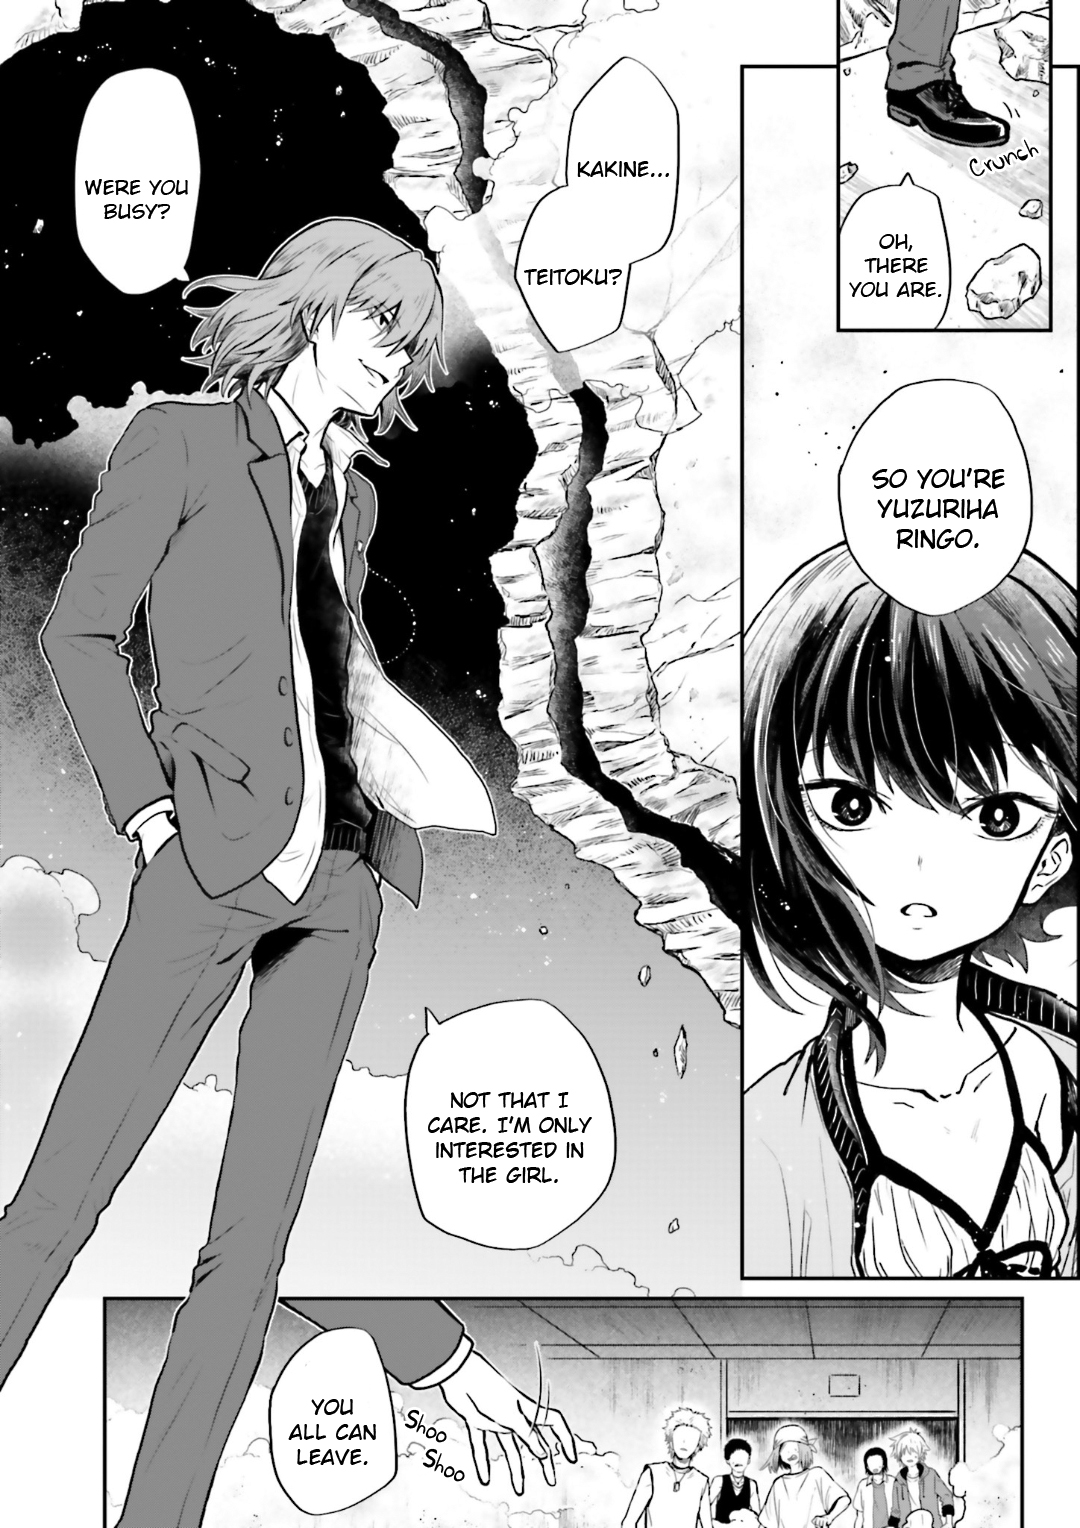 Crunch
OH,
THERE
YOU ARE.
SO YOU'RE
YUZURIHA
RINGO.
KAKINE...
TEITOKU?
WERE YOU
BUSY?
NOT THAT I
CARE. I'M ONLY
INTERESTED IN
THE GIRL.
YOU
ALL CAN
LEAVE.
Shoo
Shoo